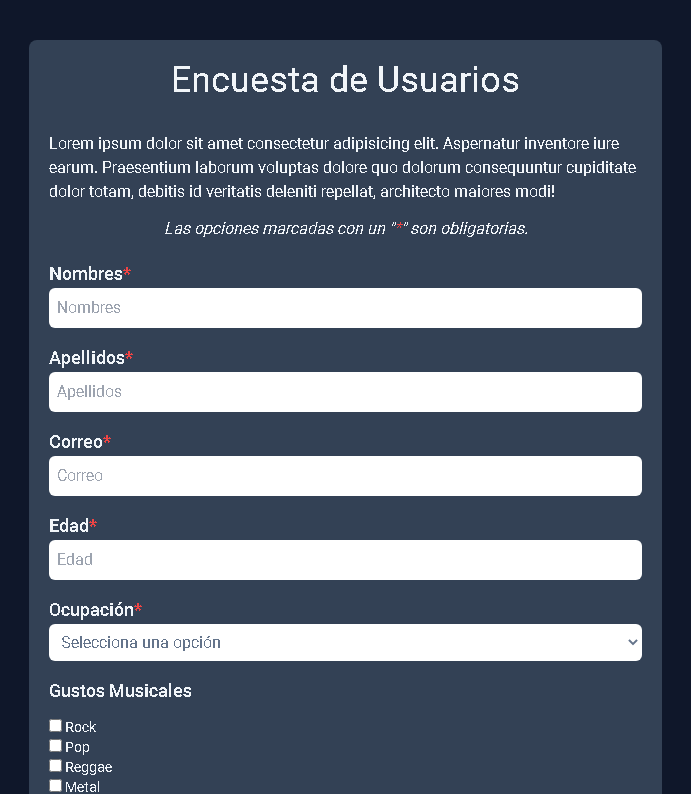 Encuesta de Usuarios
Lorem ipsum dolor sit amet consectetur adipisicing elit. Aspernatur inventore iure
earum. Praesentium laborum voluptas dolore quo dolorum consequuntur cupiditate
dolor totam, debitis id veritatis deleniti repellat, architecto maiores modi!
Las opciones marcadas con un "*" son obligatorias.
Nombres*
Nombres
Apellidos*
Apellidos
Correo*
Correo
Edad*
Edad
Ocupación*
Selecciona una opción
Gustos Musicales
Rock
Pop
Reggae
Metal